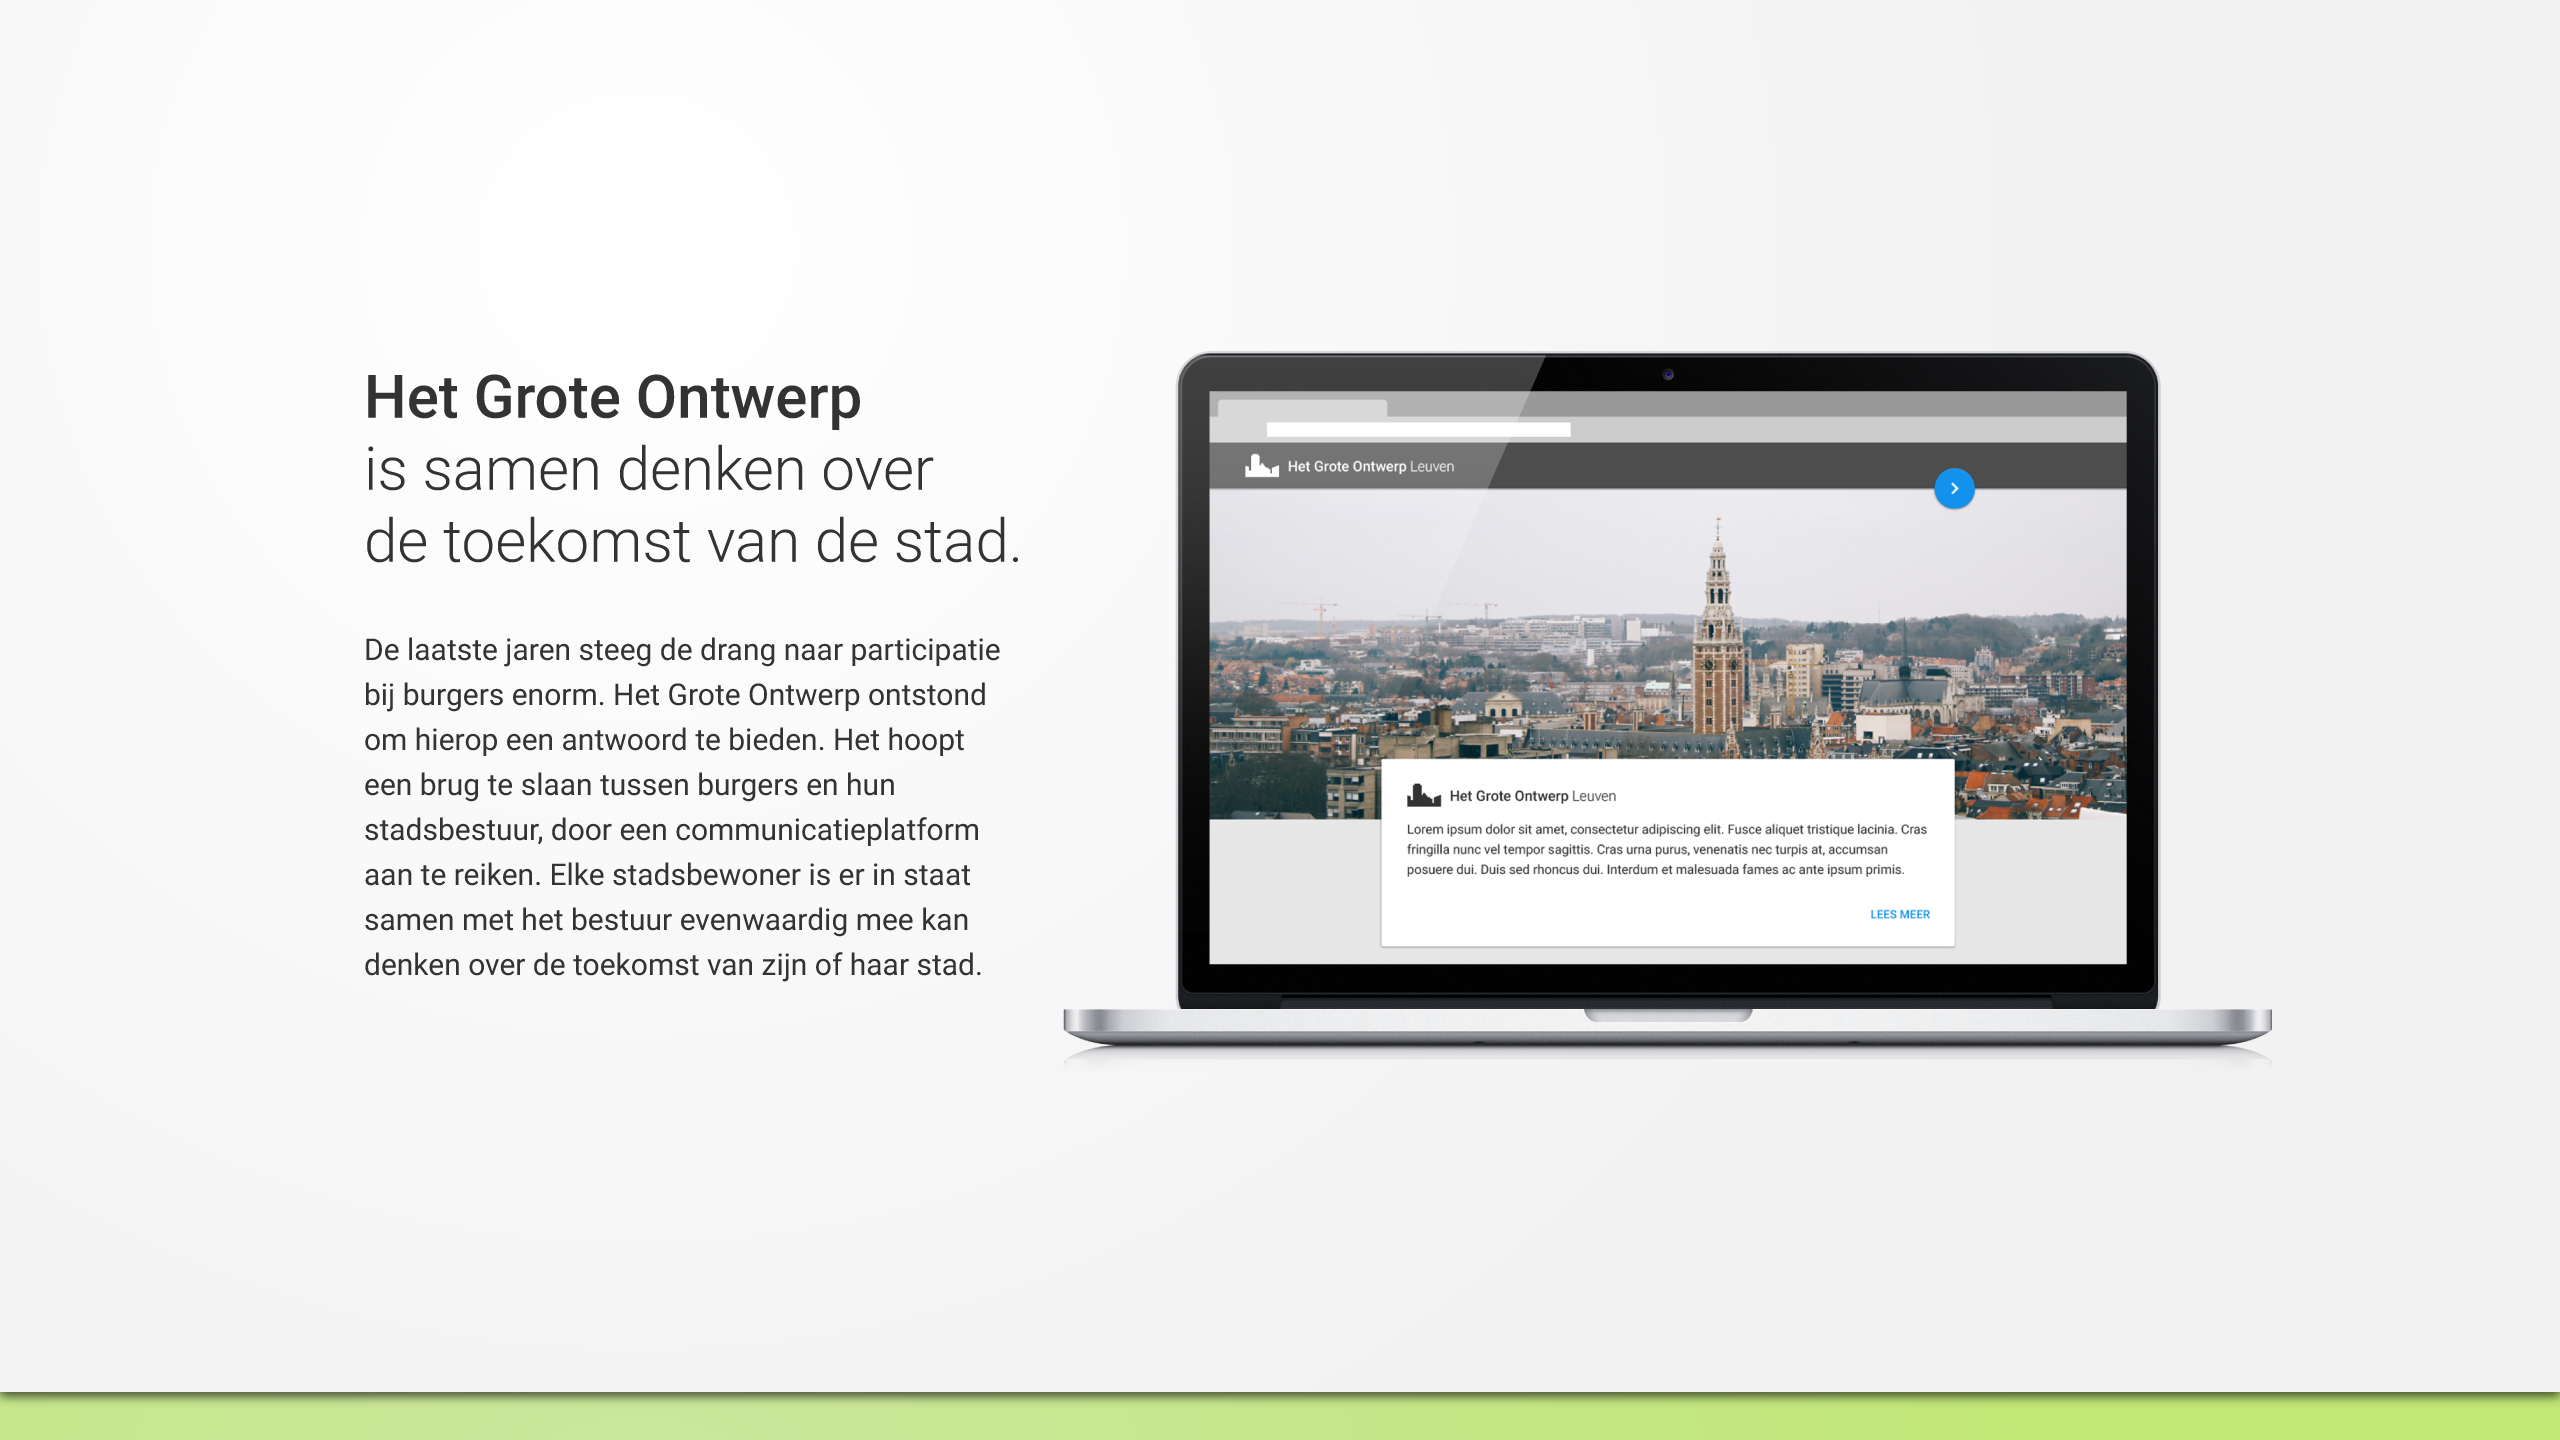 Het Grote Ontwerp
is samen denken over
de toekomst van de stad.
De laatste jaren steeg de drang naar participatie
bij burgers enorm. Het Grote Ontwerp ontstond
om hierop een antwoord te bieden. Het hoopt
een brug te slaan tussen burgers en hun
stadsbestuur, door een communicatieplatform
aan te reiken. Elke stadsbewoner is er in staat
samen met het bestuur evenwaardig mee kan
denken over de toekomst van zijn of haar stad.
Het Grote Ontwerp Leuven
Het Grote Ontwerp Leuven
Lorem ipsum dolor sit amet, consectetur adipiscing elit. Fusce aliquet tristique lacinia. Cras
fringilla nunc vel tempor sagittis. Cras urna purus, venenatis nec turpis at, accumsan
posuere dui. Duis sed rhoncus dui. Interdum et malesuada fames ac ante ipsum primis.
LEES MEER